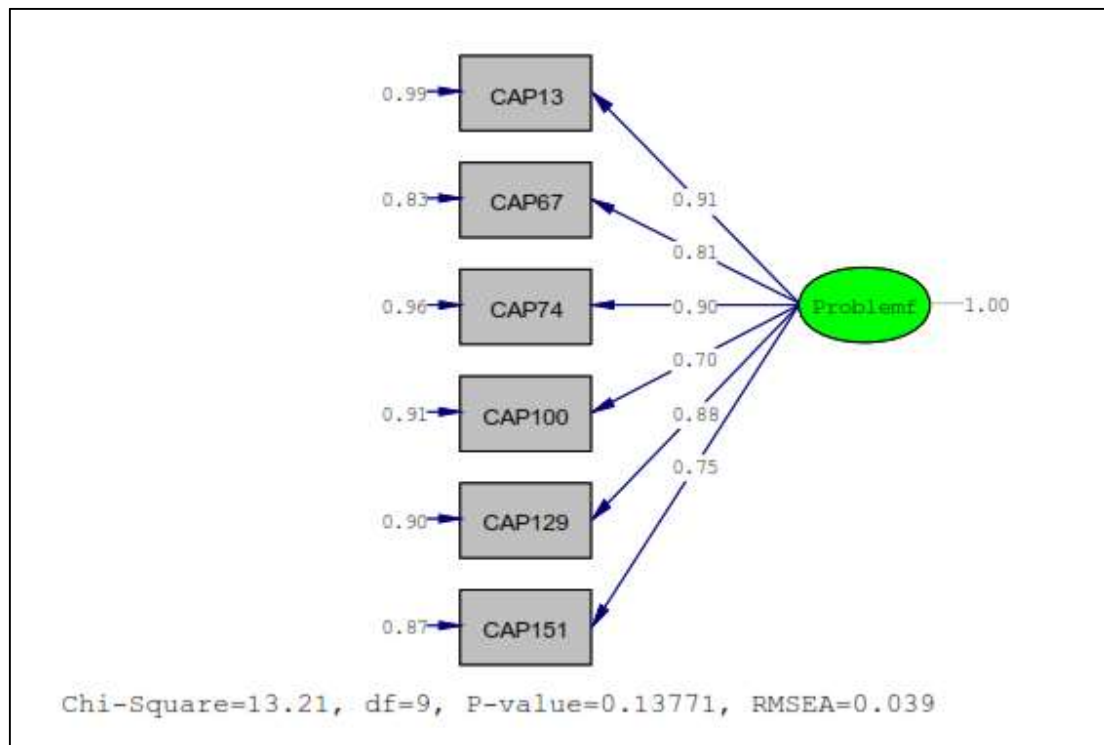 0.99 CAP13
0.91
0.83 CAP67
0.81
0.96 CAP74 0.90 Problemf 1.00
0.70
0.91 CAP100
0.88
0.75
0.90 CAP129
0.87 CAP151
Chi-Square=13.21, df=9, P-value=0.13771, RMSEA=0.039